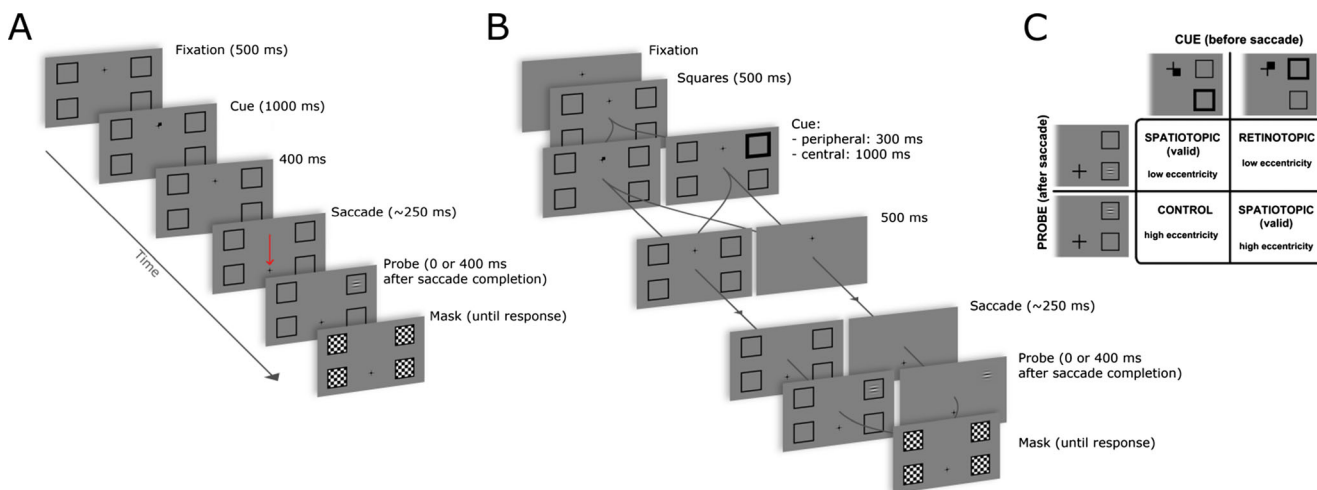 A
Fixation (500 ms)
Cue (1000 ms)
400 ms
Saccade (~250 ms)
Probe (0 or 400 ms
after saccade completion)
Mask (until response)
Time
B
Fixation
Squares (500 ms)
Cue:
- peripheral: 300 ms
- central: 1000 ms
500 ms
Saccade (~250 ms)
Probe (0 or 400 ms
after saccade completion)
Mask (until response)
C
CUE (before saccade)
PROBE (after saccade)
SPATIOTOPIC
(valid)
low eccentricity
RETINOTOPIC
low eccentricity
CONTROL
high eccentricity
SPATIOTOPIC
(valid)
high eccentricity